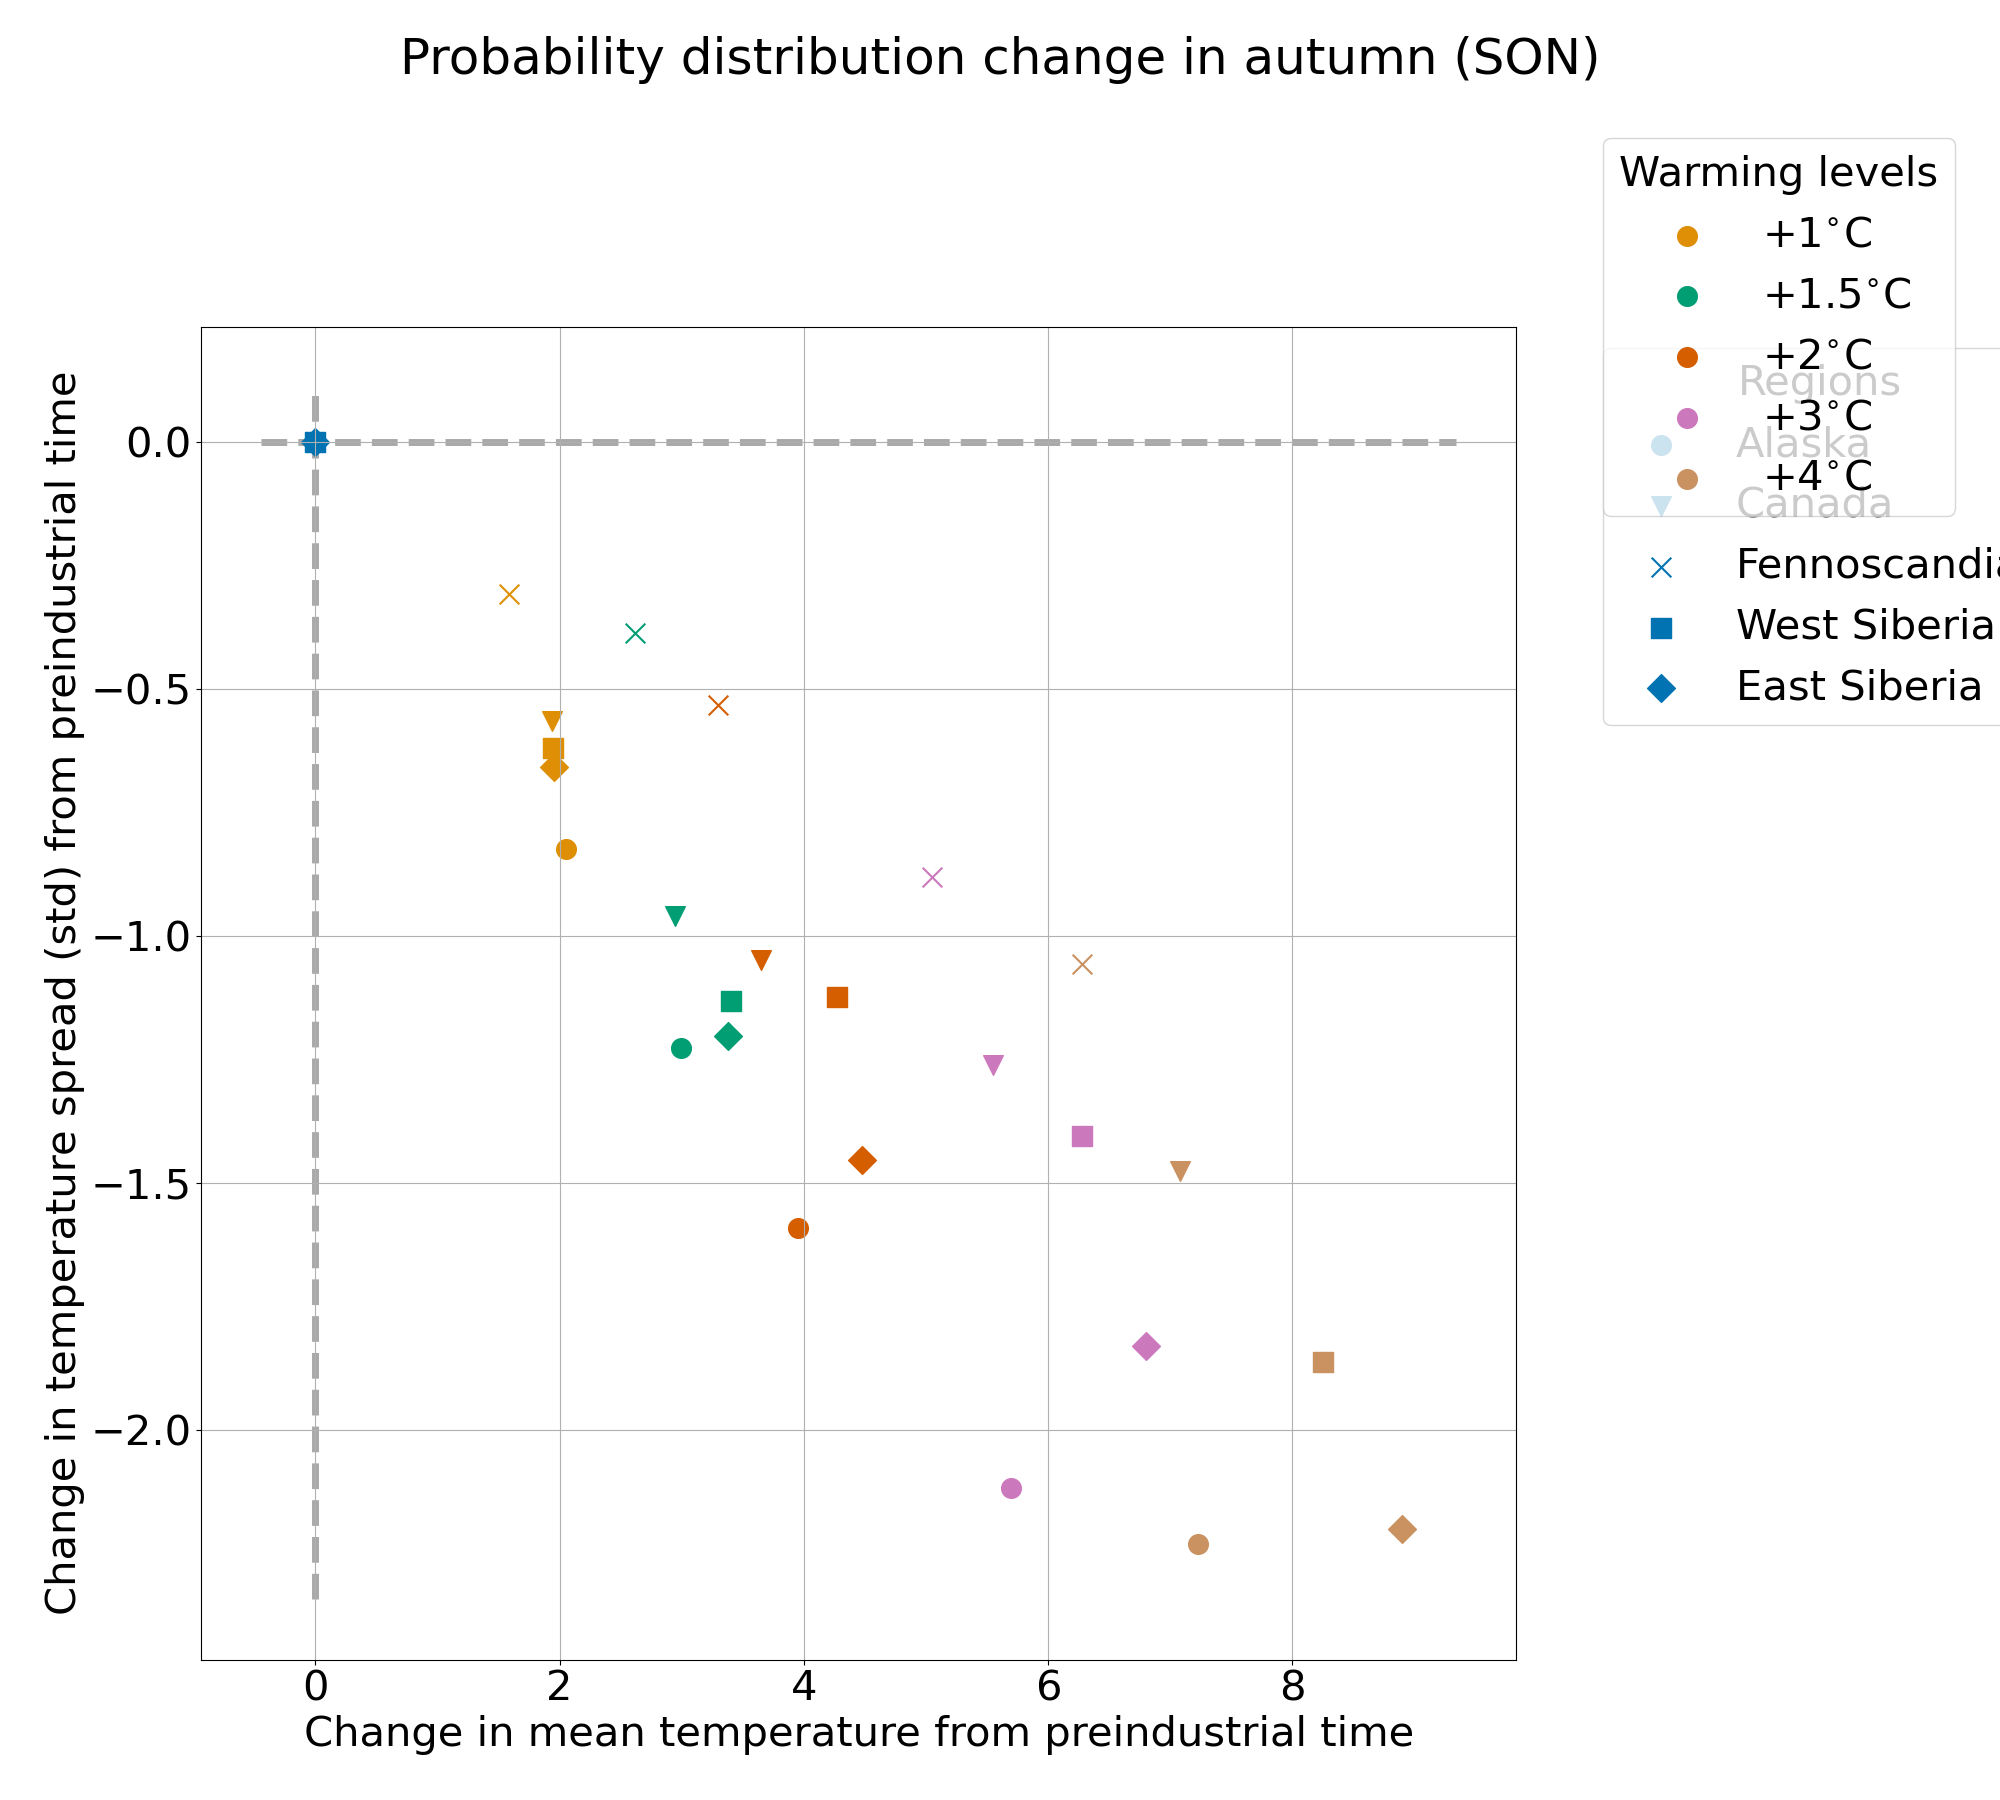 Probability distribution change in autumn (SON)
Warming levels
+1°C
+1.5°C
+2°C
+3°C
+4°C
Regions
Alaska
Canada
Fennoscandia
West Siberia
East Siberia
Change in temperature spread (std) from preindustrial time
0.0
−0.5
−1.0
−1.5
−2.0
0 2 4 6 8
Change in mean temperature from preindustrial time